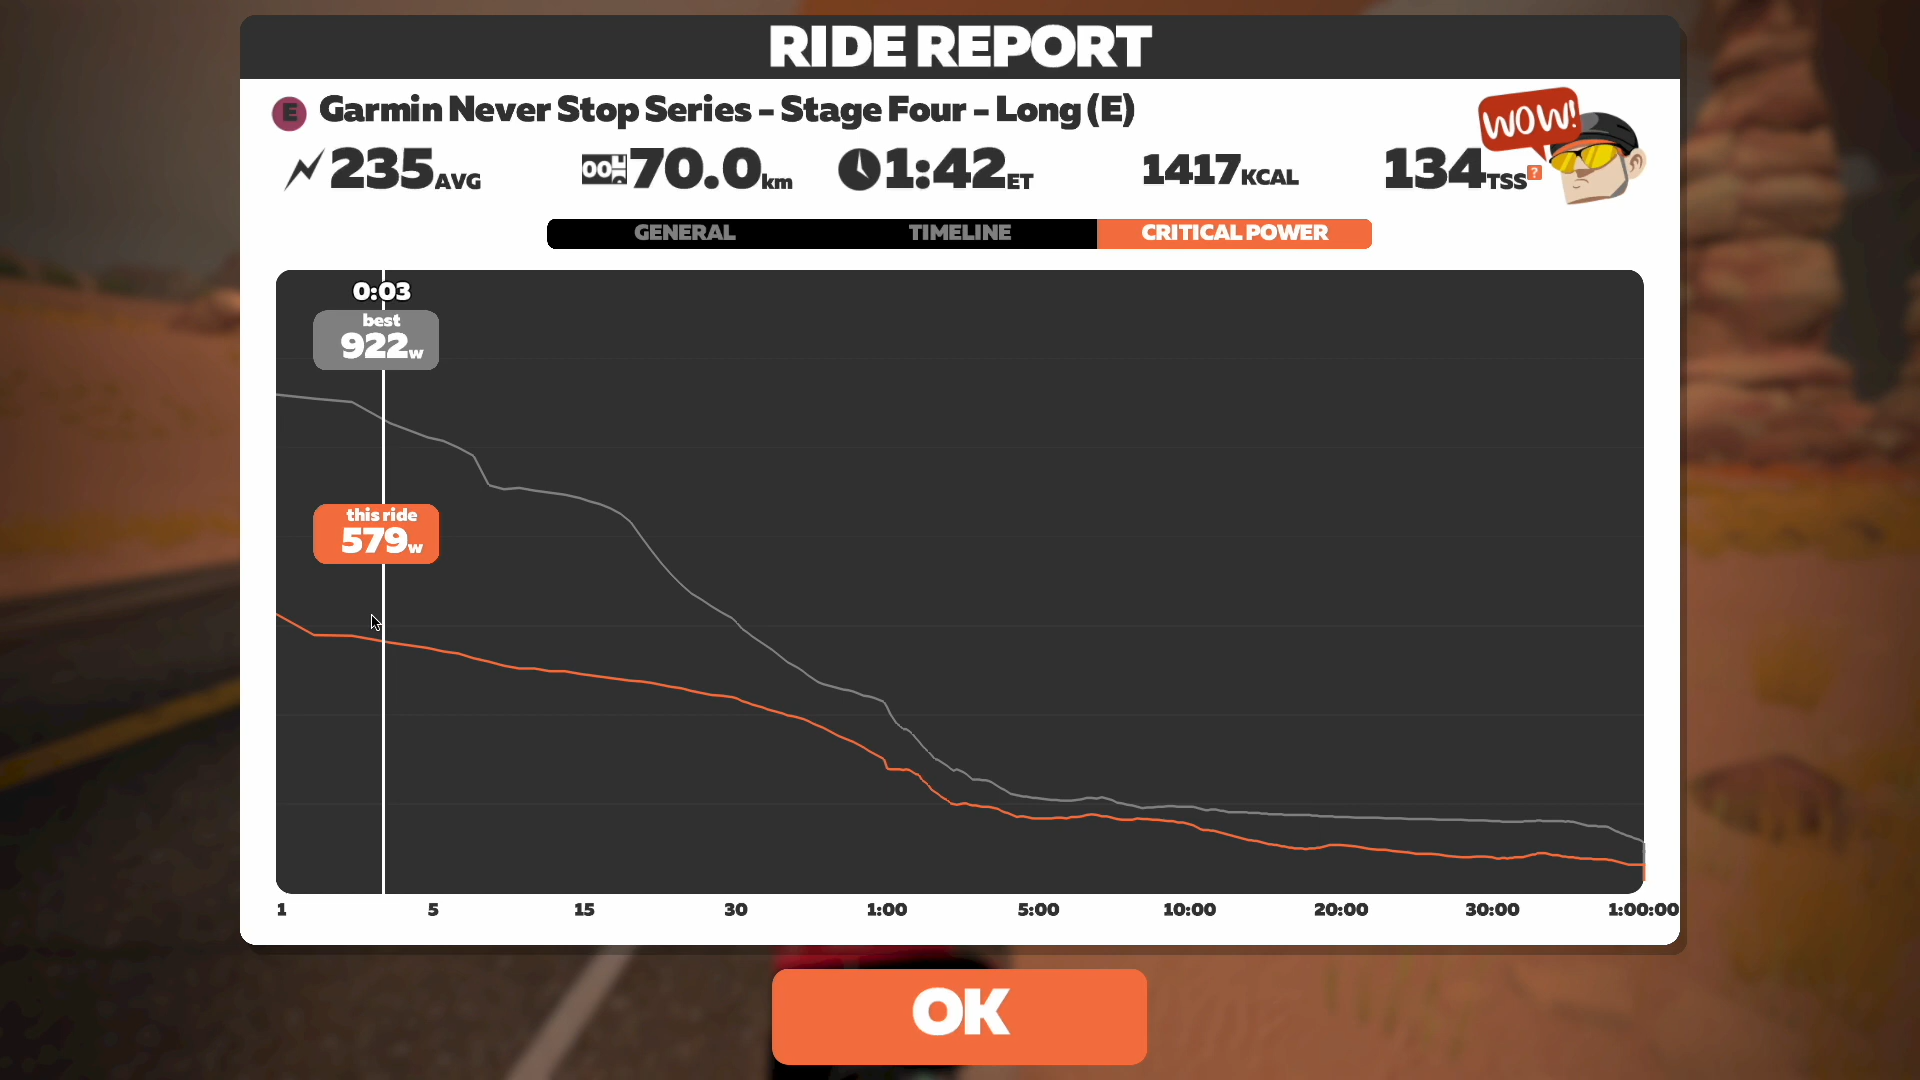 RIDE REPORT
E Garmin Never Stop Series - Stage Four - Long (E)
WOW!
235AVG 70.0km 1:42ET 1417KCAL 134TSS ?
GENERAL TIMELINE CRITICAL POWER
0:03
best
922w
this ride
579w
1 5 15 30 1:00 5:00 10:00 20:00 30:00 1:00:00
OK